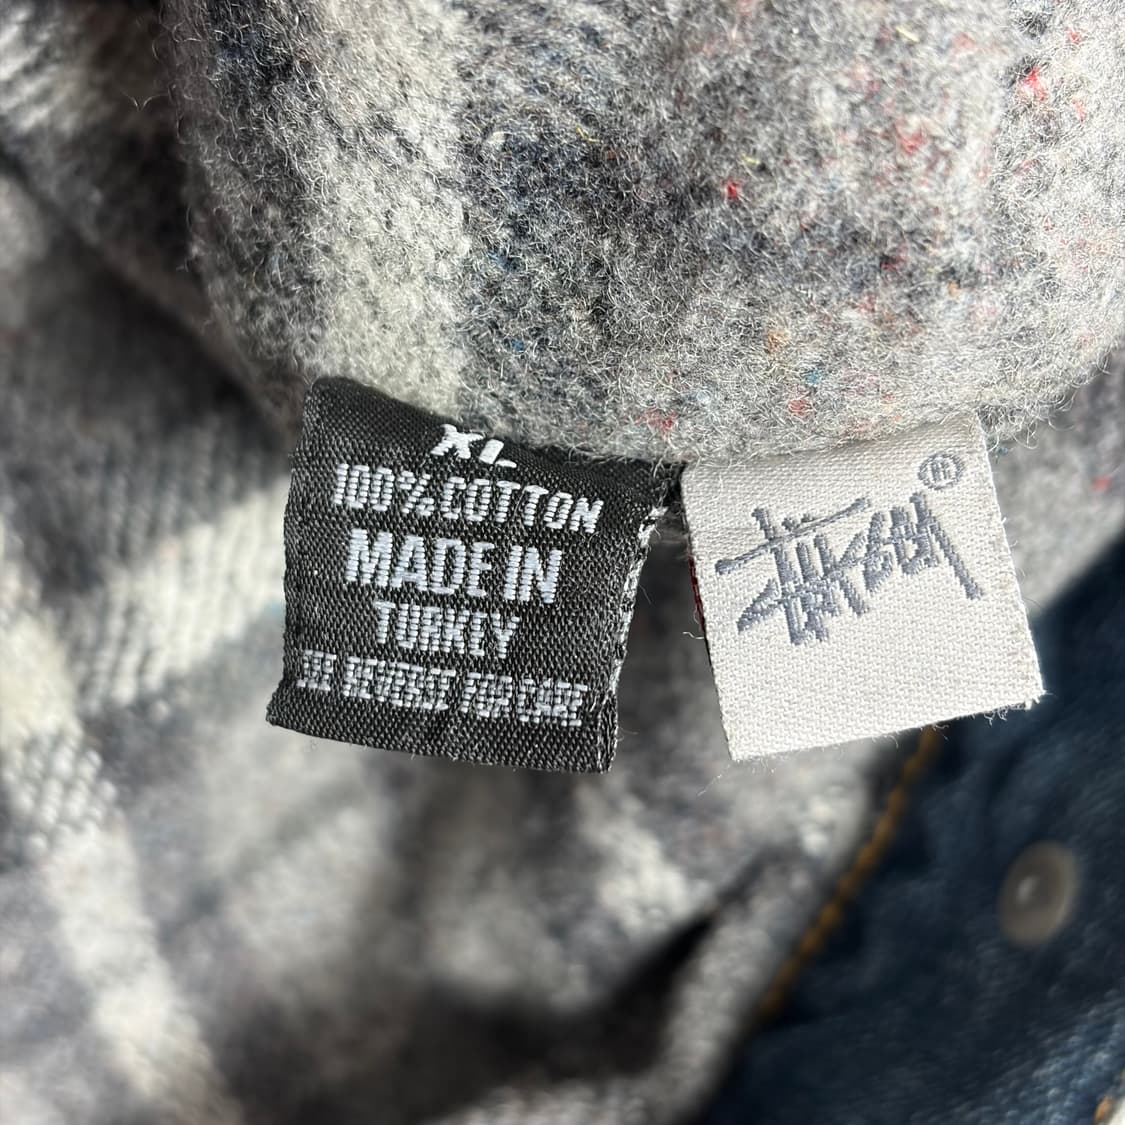 XL
100% COTTON
MADE IN
TURKEY
SEE REVERSE FOR CARE
Stüssy ®